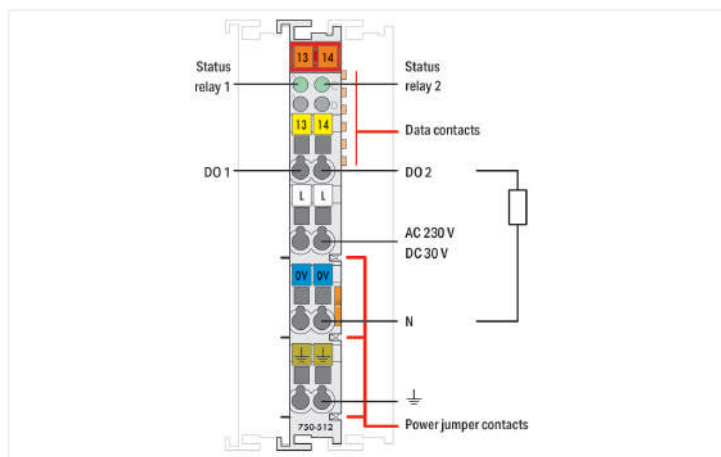 13 14
Status
relay 1
Status
relay 2
C
D
13 14
Data contacts
DO 1
DO 2
L L
AC 230 V
DC 30 V
0V 0V
N
Power jumper contacts
750-512